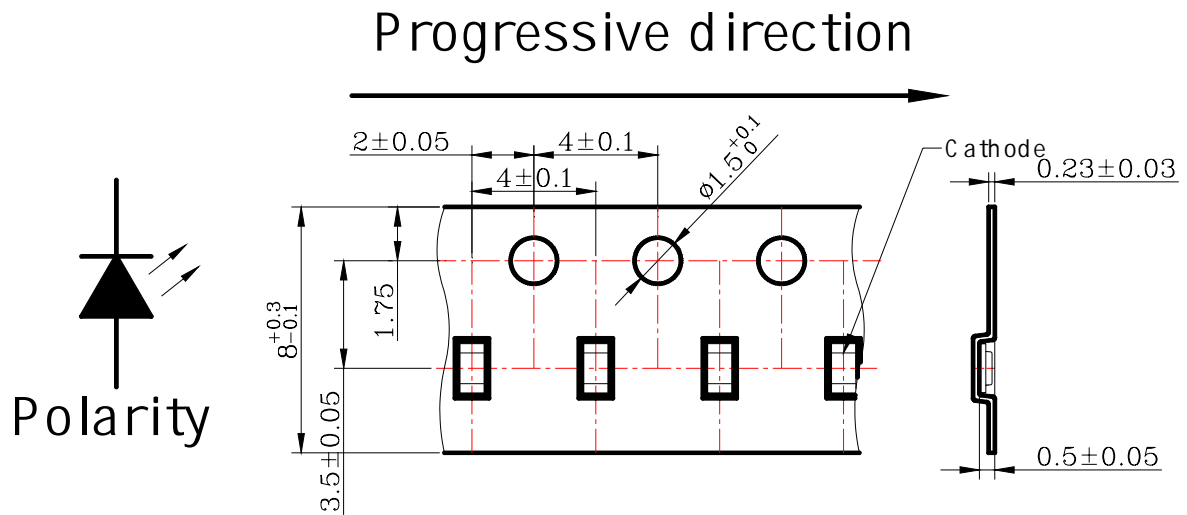 Progressive direction
2±0.05
4±0.1
4±0.1
ø1.5 +0.1 0
Cathode
0.23±0.03
1.75
8 +0.3 -0.1
3.5±0.05
Polarity
0.5±0.05